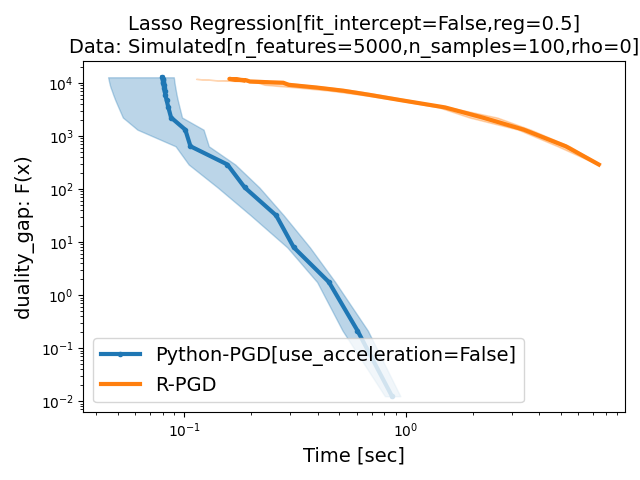 Lasso Regression[fit_intercept=False,reg=0.5]
Data: Simulated[n_features=5000,n_samples=100,rho=0]
duality_gap: F(x)
10⁴
10³
10²
10¹
10⁰
10⁻¹
10⁻²
Python-PGD[use_acceleration=False]
R-PGD
10⁻¹ 10⁰
Time [sec]